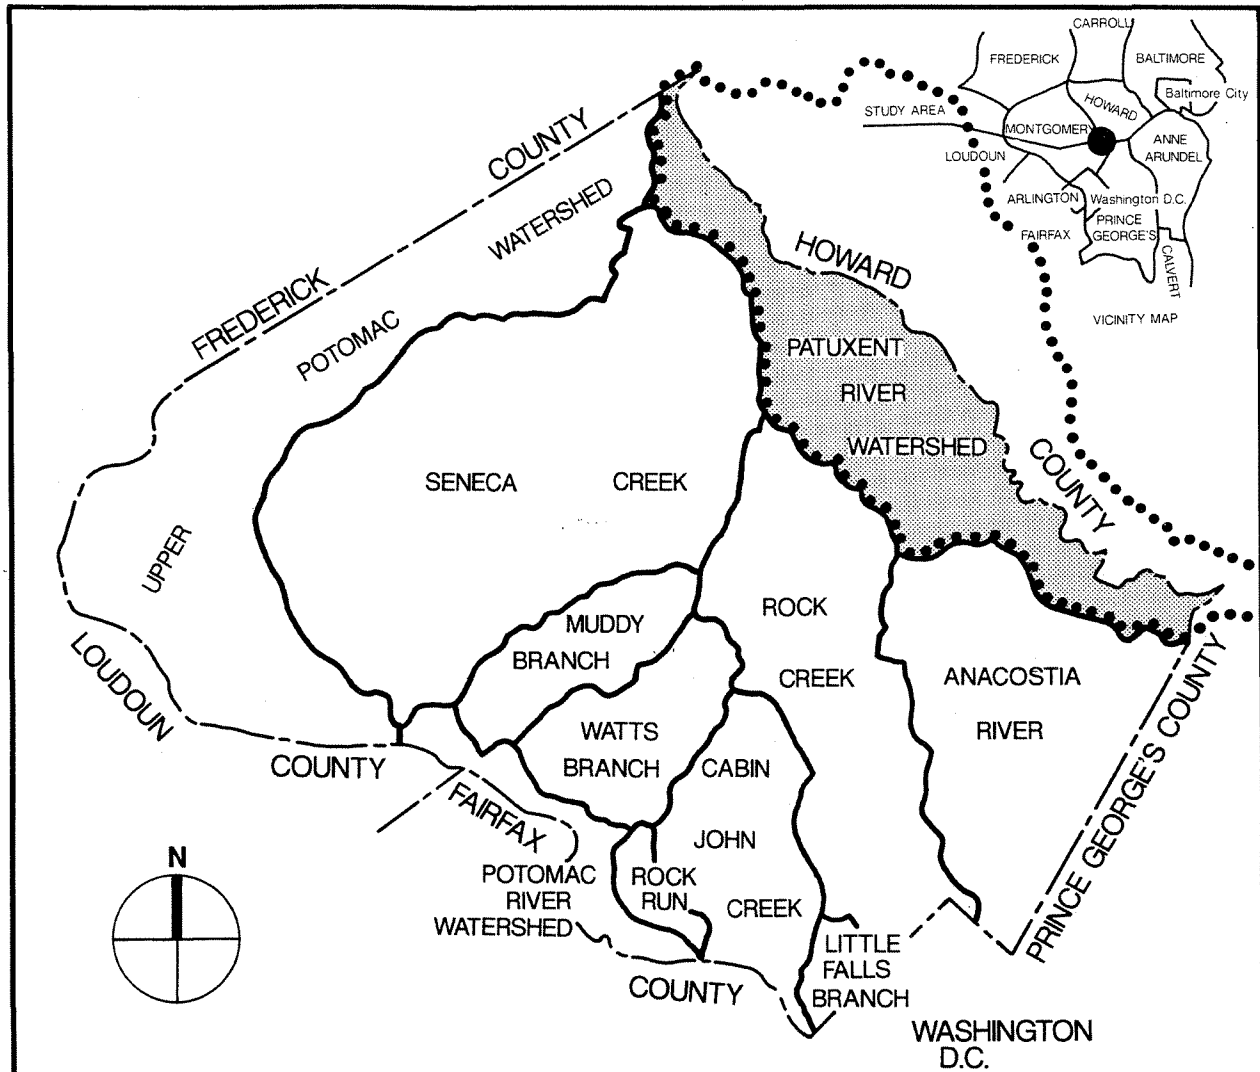 CARROLL
FREDERICK
BALTIMORE
Baltimore City
HOWARD
STUDY AREA
MONTGOMERY
ANNE
ARUNDEL
LOUDOUN
ARLINGTON
Washington D.C.
PRINCE
GEORGE'S
FAIRFAX
CALVERT
VICINITY MAP
FREDERICK COUNTY
UPPER POTOMAC WATERSHED
HOWARD COUNTY
PATUXENT
RIVER
WATERSHED
SENECA CREEK
MUDDY
BRANCH
ROCK
CREEK
ANACOSTIA
RIVER
WATTS
BRANCH
CABIN
JOHN
CREEK
LOUDOUN
COUNTY
FAIRFAX
COUNTY
PRINCE GEORGE'S COUNTY
N
POTOMAC
RIVER
WATERSHED
ROCK
RUN
LITTLE
FALLS
BRANCH
WASHINGTON
D.C.